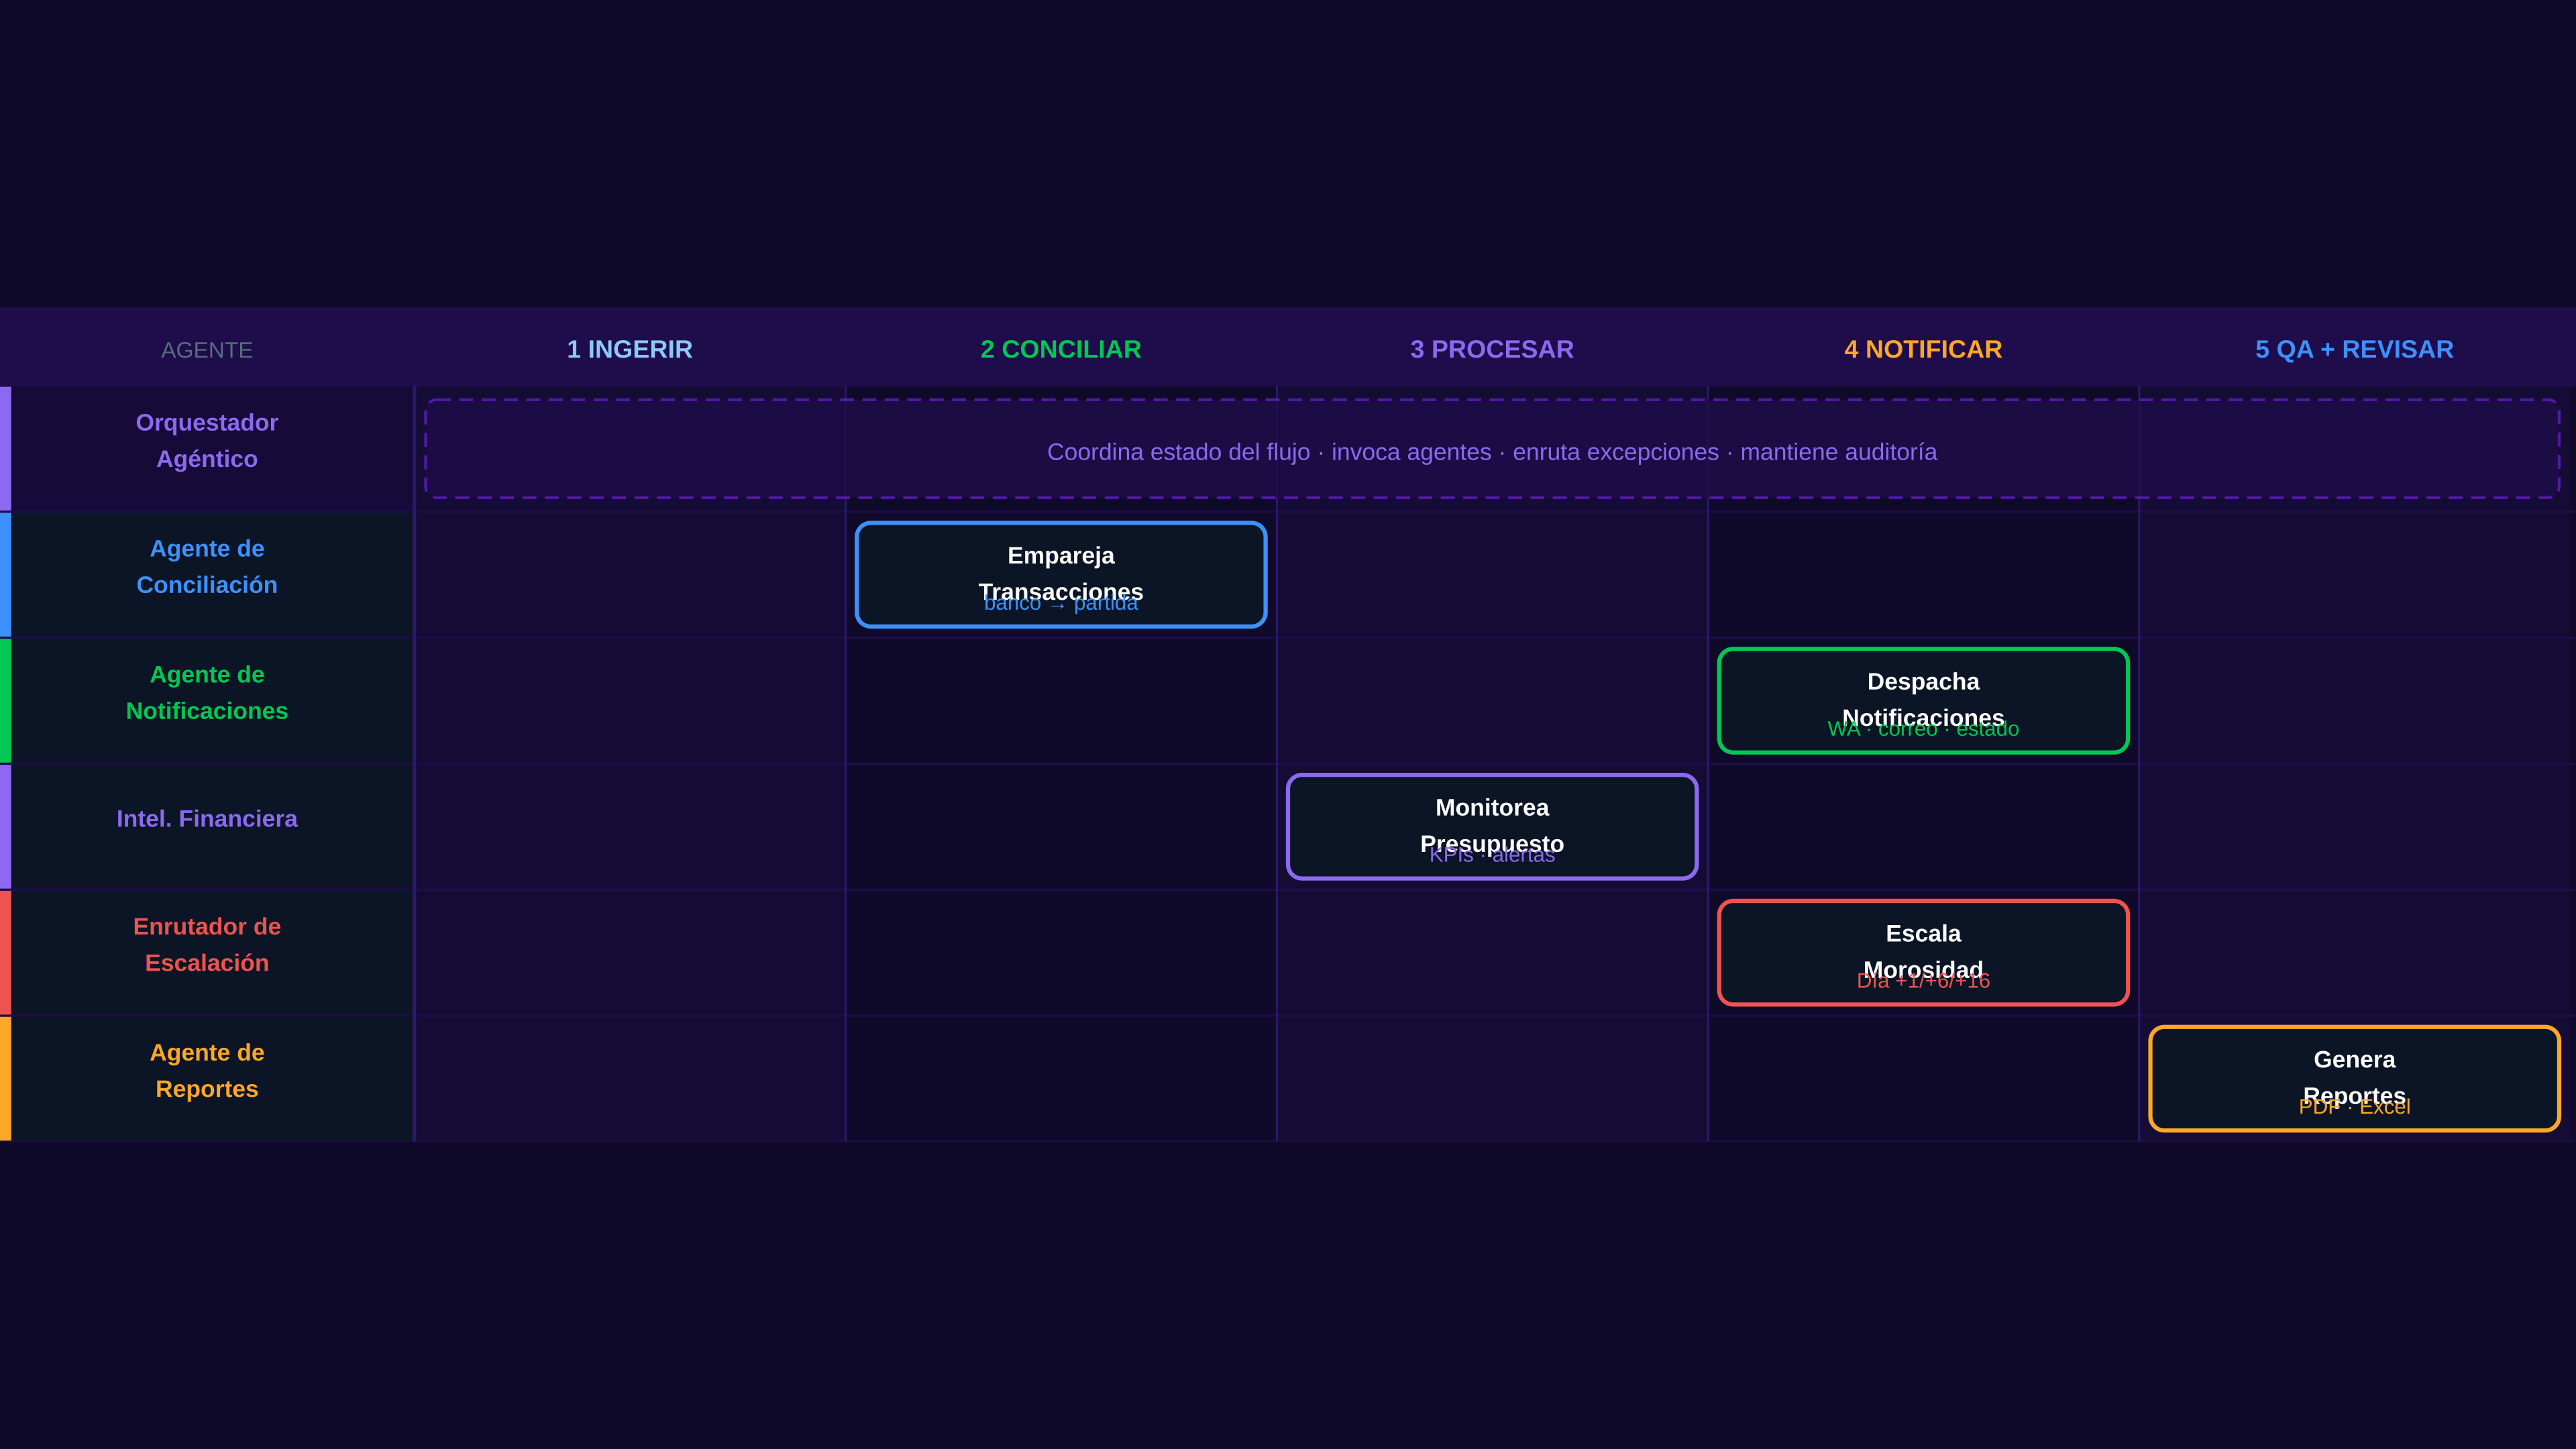 AGENTE
1 INGERIR
2 CONCILIAR
3 PROCESAR
4 NOTIFICAR
5 QA + REVISAR
Orquestador
Agéntico
Coordina estado del flujo · invoca agentes · enruta excepciones · mantiene auditoría
Agente de
Conciliación
Empareja
Transacciones
banco → partida
Agente de
Notificaciones
Despacha
Notificaciones
WA · correo · estado
Intel. Financiera
Monitorea
Presupuesto
KPIs · alertas
Enrutador de
Escalación
Escala
Morosidad
Día +1/+6/+16
Agente de
Reportes
Genera
Reportes
PDF · Excel